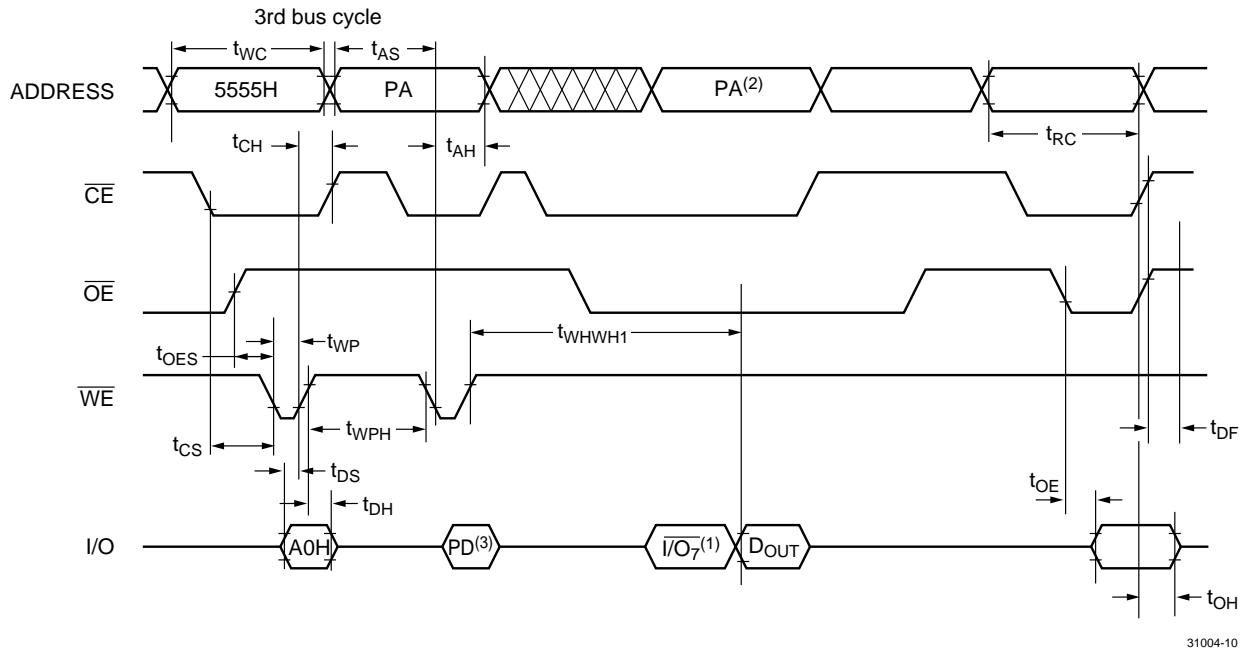 3rd bus cycle
tWC
tAS
ADDRESS
5555H
PA
PA(2)
tCH
tAH
tRC
CE
OE
tWHWH1
tOES
tWP
WE
tCS
tWPH
tDF
tDS
tDH
tOE
I/O
A0H
PD(3)
I/O7(1)
DOUT
tOH
31004-10